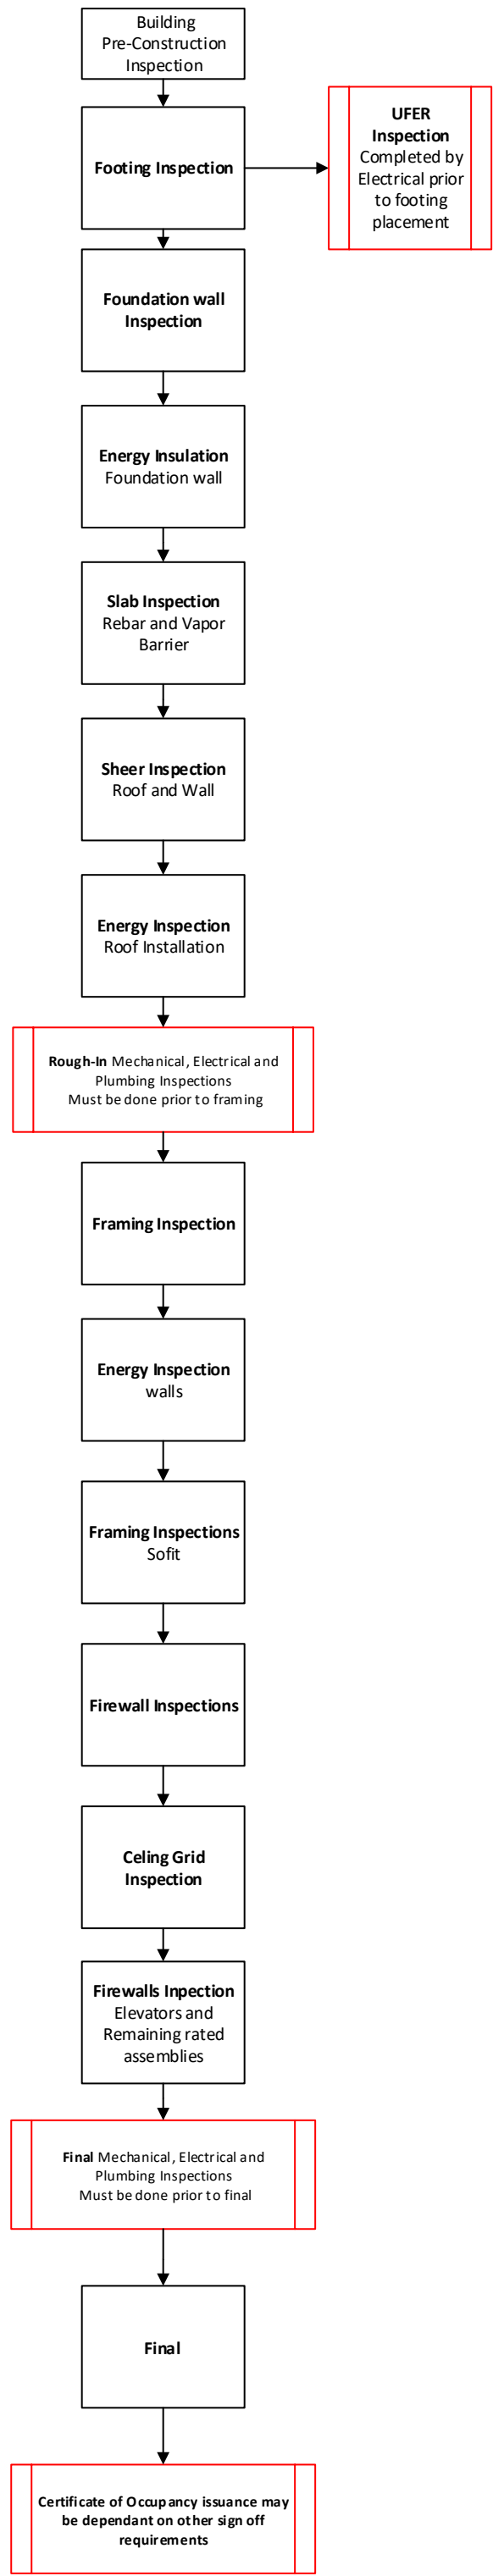 Building
Pre-Construction
Inspection
Footing Inspection
UFER
Inspection
Completed by
Electrical prior
to footing
placement
Foundation wall
Inspection
Energy Insulation
Foundation wall
Slab Inspection
Rebar and Vapor
Barrier
Sheer Inspection
Roof and Wall
Energy Inspection
Roof Installation
Rough-In Mechanical, Electrical and
Plumbing Inspections
Must be done prior to framing
Framing Inspection
Energy Inspection
walls
Framing Inspections
Sofit
Firewall Inspections
Celing Grid
Inspection
Firewalls Inpection
Elevators and
Remaining rated
assemblies
Final Mechanical, Electrical and
Plumbing Inspections
Must be done prior to final
Final
Certificate of Occupancy issuance may
be dependant on other sign off
requirements